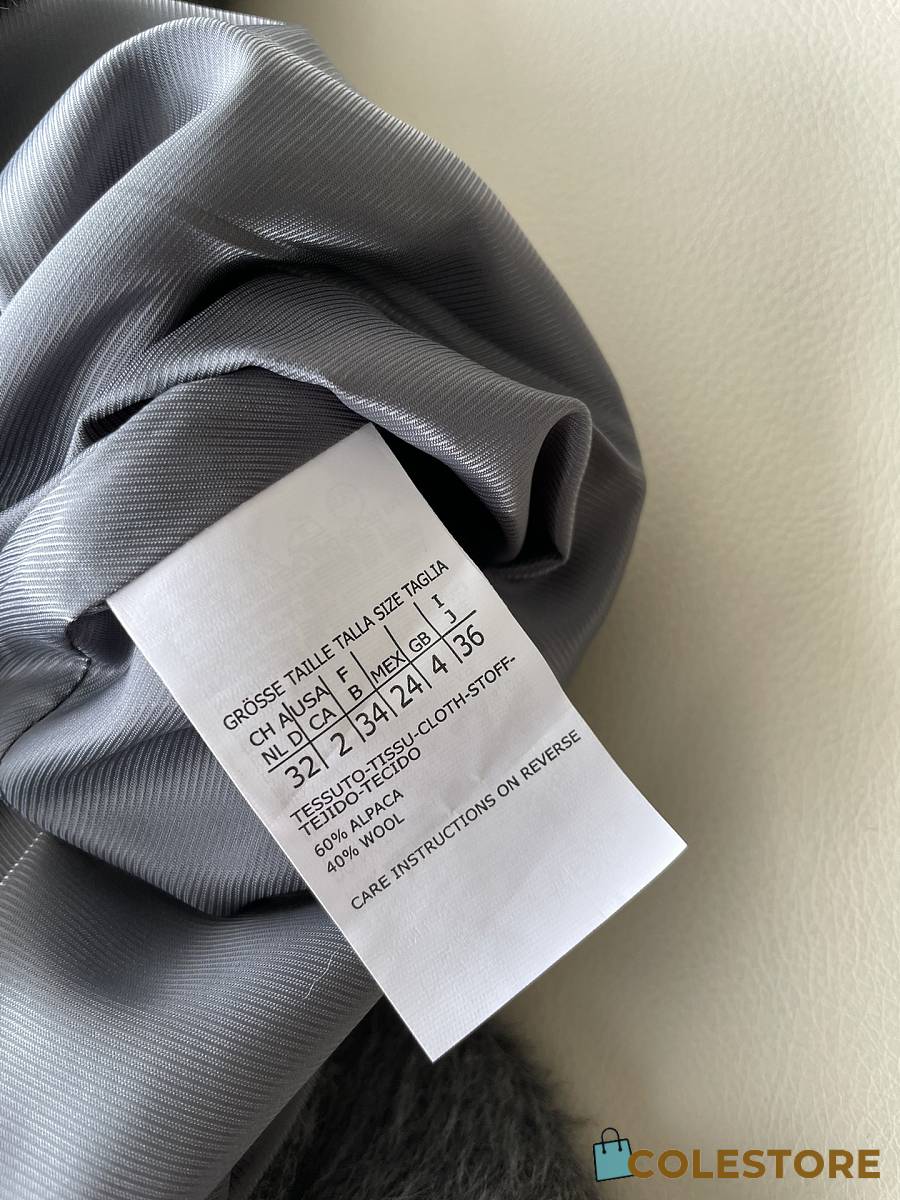 GRÖSSE TAILLE TALLA SIZE TAGLIA
CH A USA F MEX GB I
NL D CA B J
32 2 34 24 4 36
TESSUTO-TISSU-CLOTH-STOFF-
TEJIDO-TECIDO
60% ALPACA
40% WOOL
CARE INSTRUCTIONS ON REVERSE
COLESTORE